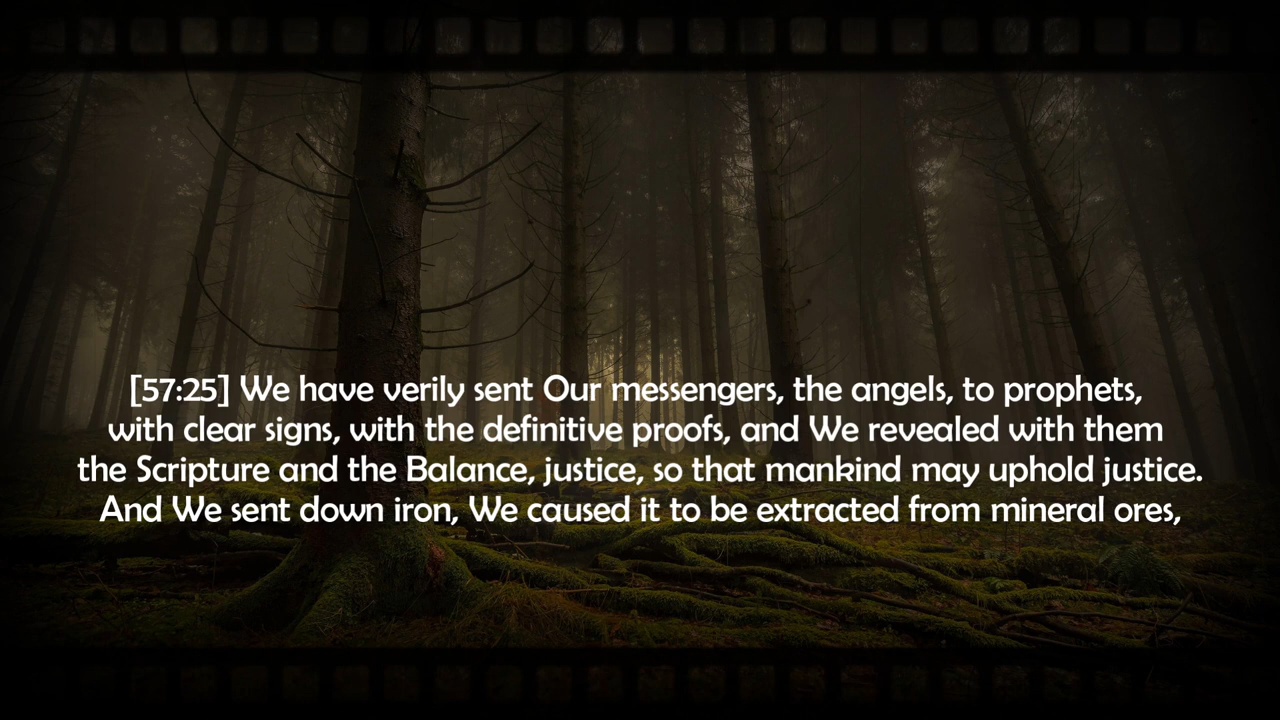 [57:25] We have verily sent Our messengers, the angels, to prophets,
with clear signs, with the definitive proofs, and We revealed with them
the Scripture and the Balance, justice, so that mankind may uphold justice.
And We sent down iron, We caused it to be extracted from mineral ores,